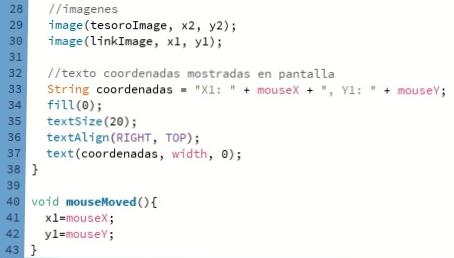 28 //imagenes
29 image(tesoroImage, x2, y2);
30 image(linkImage, x1, y1);
31
32 //texto coordenadas mostradas en pantalla
33 String coordenadas = "X1: " + mouseX + ", Y1: " + mouseY;
34 fill(0);
35 textSize(20);
36 textAlign(RIGHT, TOP);
37 text(coordenadas, width, 0);
38 }
39
40 void mouseMoved(){
41 x1=mouseX;
42 y1=mouseY;
43 }